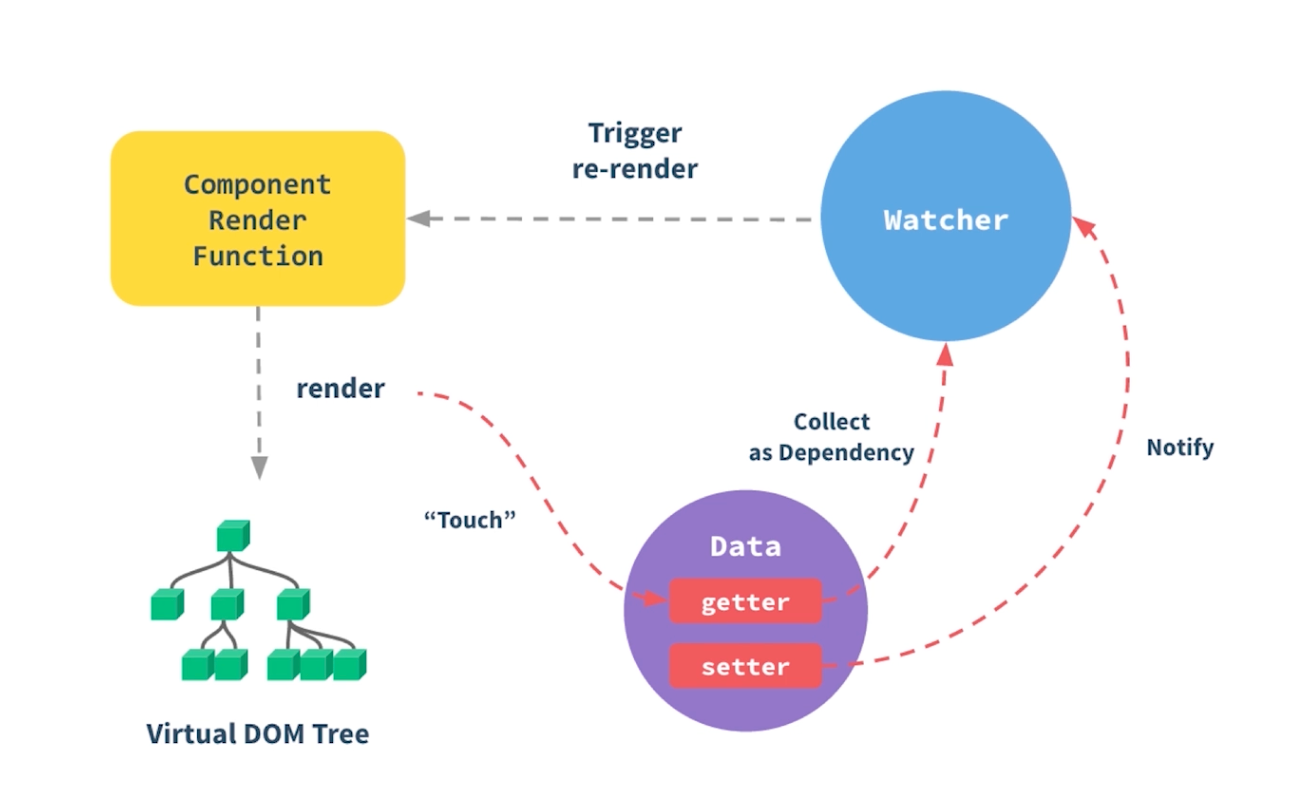 Trigger
re-render
Component
Render
Function
Watcher
render
Collect
as Dependency
Notify
“Touch”
Data
getter
setter
Virtual DOM Tree